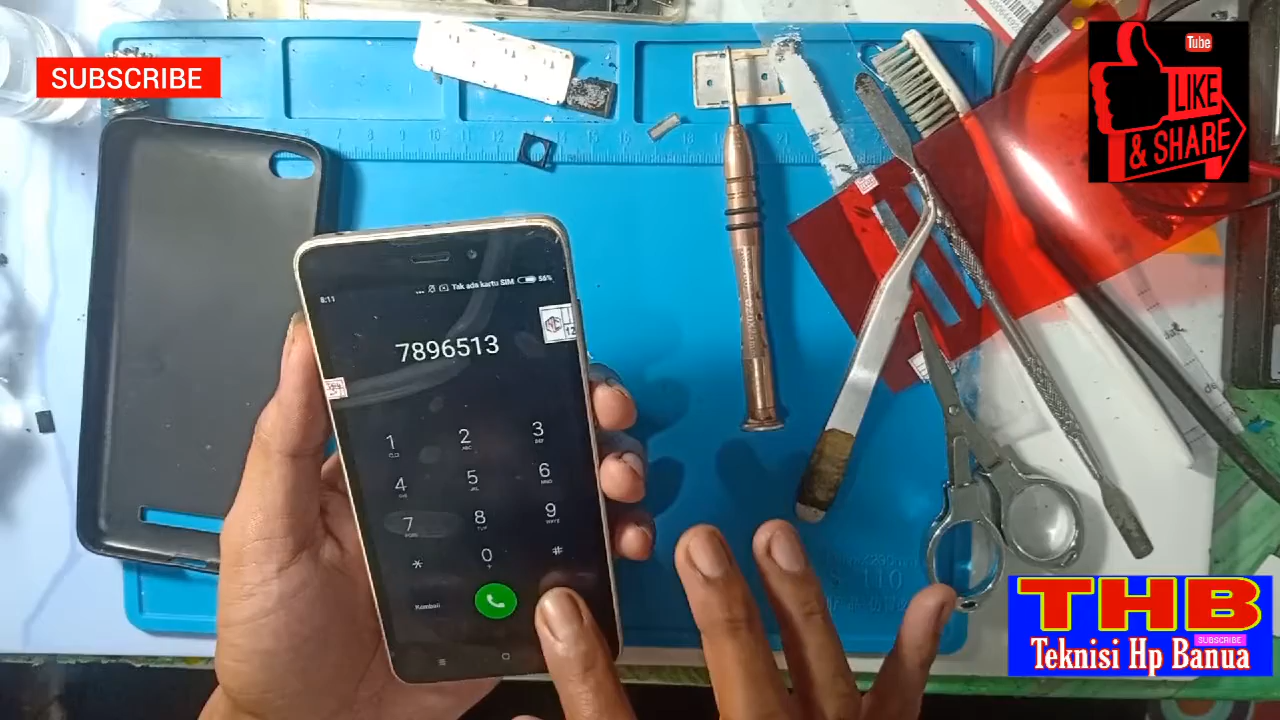 SUBSCRIBE
Tube
LIKE
& SHARE
8:11
... Tak ada kartu SIM 56%
7896513
12
1
2 ABC
3 DEF
4 GHI
5 JKL
6 MNO
7 PQRS
8 TUV
9 WXYZ
*
0 +
#
Kembali
THB
SUBSCRIBE
Teknisi Hp Banua